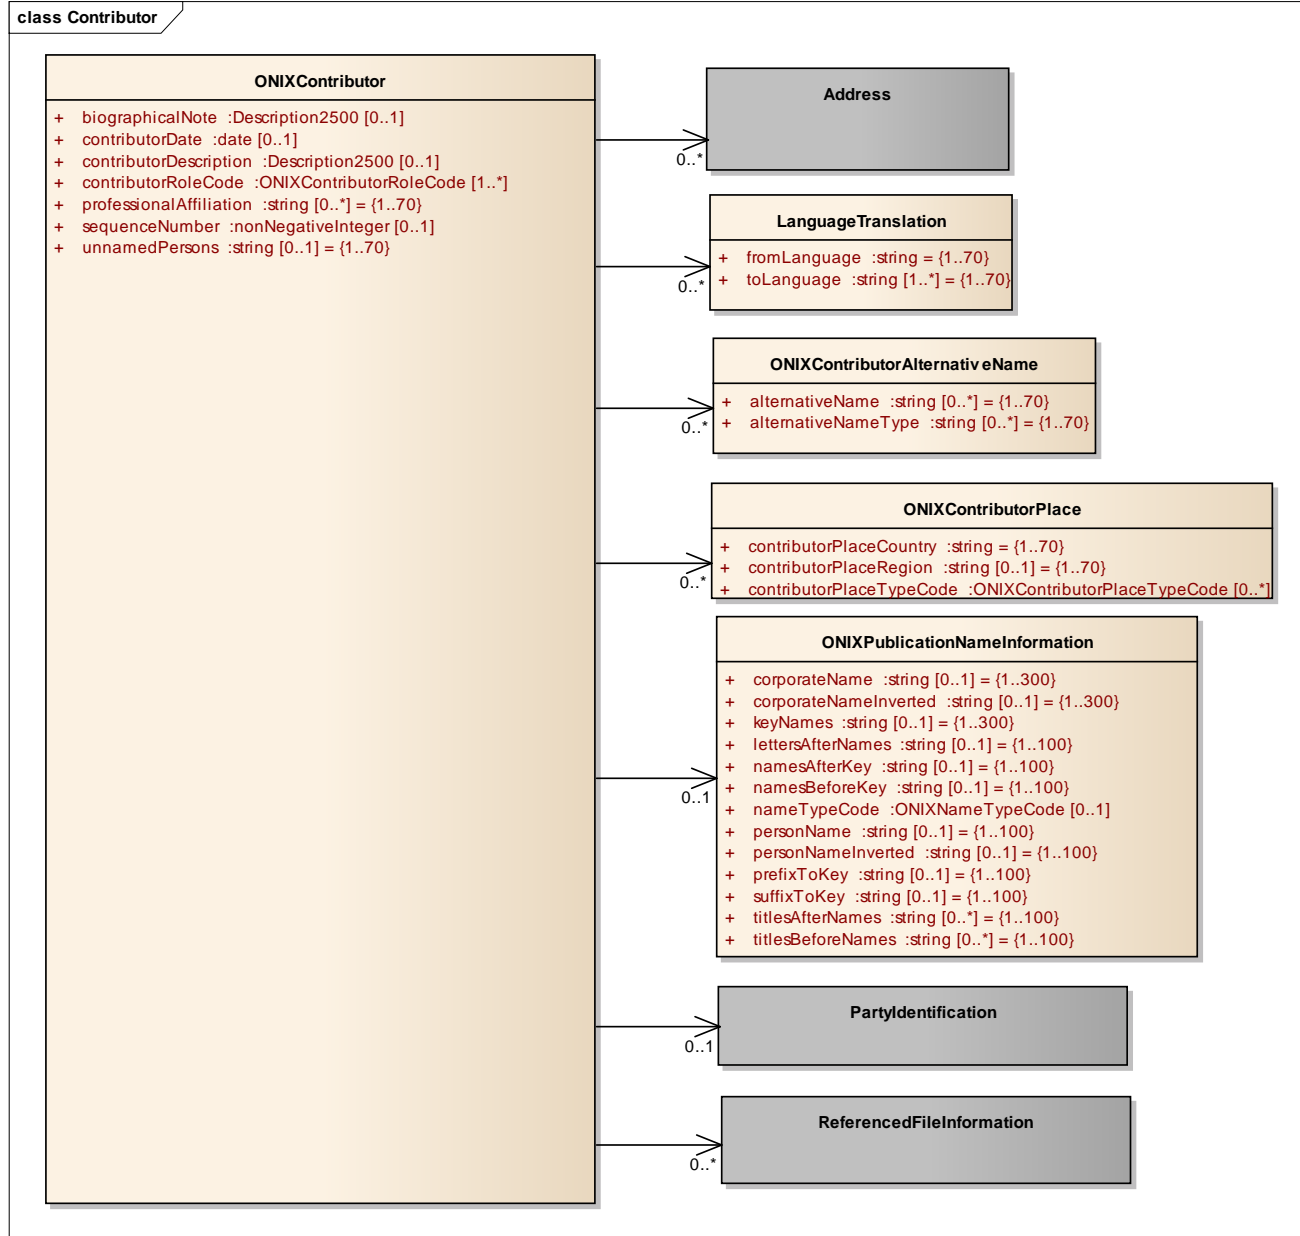 class Contributor
ONIXContributor
+ biographicalNote :Description2500 [0..1]
+ contributorDate :date [0..1]
+ contributorDescription :Description2500 [0..1]
+ contributorRoleCode :ONIXContributorRoleCode [1..*]
+ professionalAffiliation :string [0..*] = {1..70}
+ sequenceNumber :nonNegativeInteger [0..1]
+ unnamedPersons :string [0..1] = {1..70}
Address
0..*
LanguageTranslation
+ fromLanguage :string = {1..70}
+ toLanguage :string [1..*] = {1..70}
0..*
ONIXContributorAlternativeName
+ alternativeName :string [0..*] = {1..70}
+ alternativeNameType :string [0..*] = {1..70}
0..*
ONIXContributorPlace
+ contributorPlaceCountry :string = {1..70}
+ contributorPlaceRegion :string [0..1] = {1..70}
+ contributorPlaceTypeCode :ONIXContributorPlaceTypeCode [0..*]
0..*
ONIXPublicationNameInformation
+ corporateName :string [0..1] = {1..300}
+ corporateNameInverted :string [0..1] = {1..300}
+ keyNames :string [0..1] = {1..300}
+ lettersAfterNames :string [0..1] = {1..100}
+ namesAfterKey :string [0..1] = {1..100}
+ namesBeforeKey :string [0..1] = {1..100}
+ nameTypeCode :ONIXNameTypeCode [0..1]
+ personName :string [0..1] = {1..100}
+ personNameInverted :string [0..1] = {1..100}
+ prefixToKey :string [0..1] = {1..100}
+ suffixToKey :string [0..1] = {1..100}
+ titlesAfterNames :string [0..*] = {1..100}
+ titlesBeforeNames :string [0..*] = {1..100}
0..1
PartyIdentification
0..1
ReferencedFileInformation
0..*